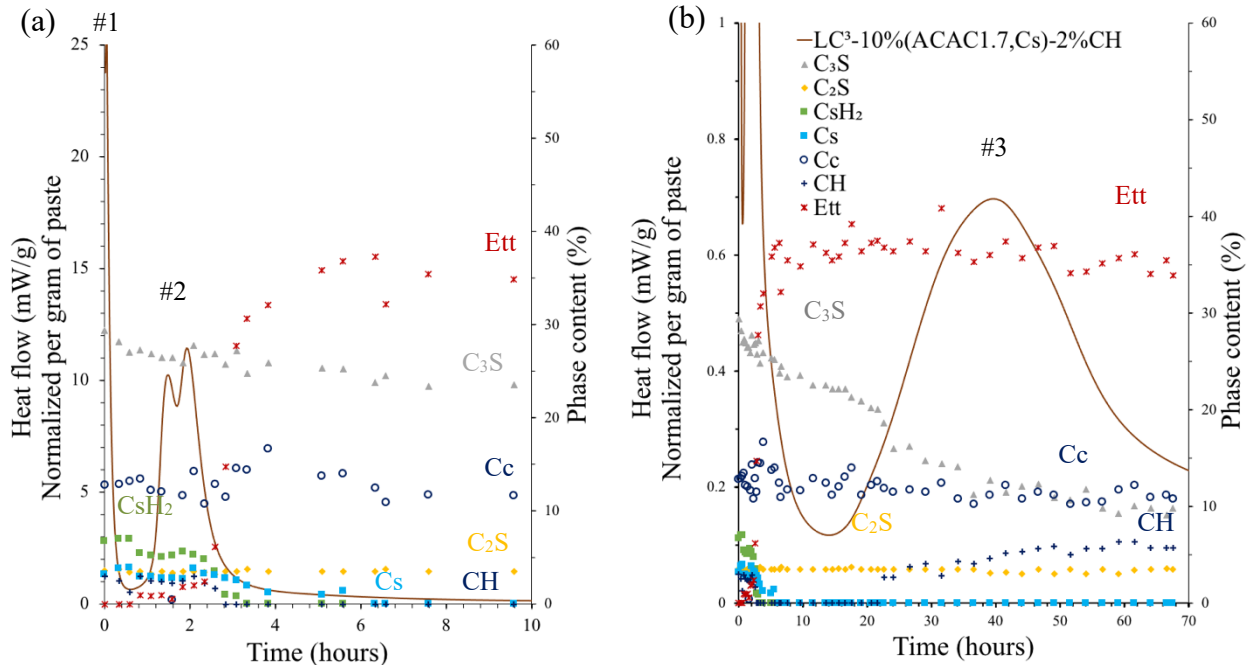 (a)
#1
25
20
15
10
5
0
60
50
40
30
20
10
0
0
2
4
6
8
10
Heat flow (mW/g)
Normalized per gram of paste
Phase content (%)
Time (hours)
#2
Ett
C₃S
Cc
CsH₂
C₂S
Cs
CH
(b)
1
0.8
0.6
0.4
0.2
0
60
50
40
30
20
10
0
0
10
20
30
40
50
60
70
Heat flow (mW/g)
Normalized per gram of paste
Phase content (%)
Time (hours)
LC³-10%(ACAC1.7,Cs)-2%CH
C₃S
C₂S
CsH₂
Cs
Cc
CH
Ett
#3
Ett
C₃S
Cc
C₂S
CH